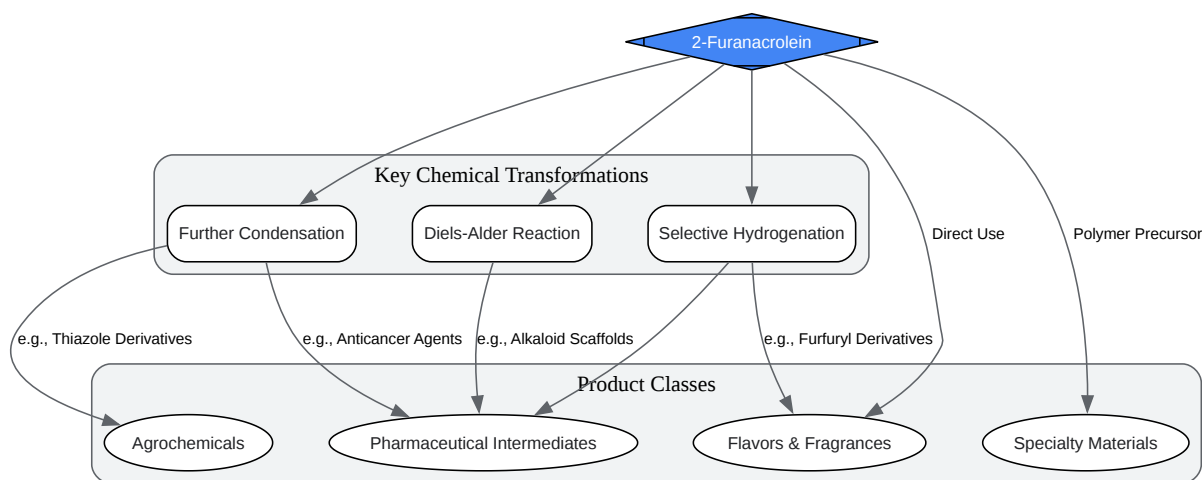 2-Furanacrolein
Key Chemical Transformations
Further Condensation
Diels-Alder Reaction
Selective Hydrogenation
Direct Use
Polymer Precursor
e.g., Thiazole Derivatives
e.g., Anticancer Agents
e.g., Alkaloid Scaffolds
e.g., Furfuryl Derivatives
Product Classes
Agrochemicals
Pharmaceutical Intermediates
Flavors & Fragrances
Specialty Materials